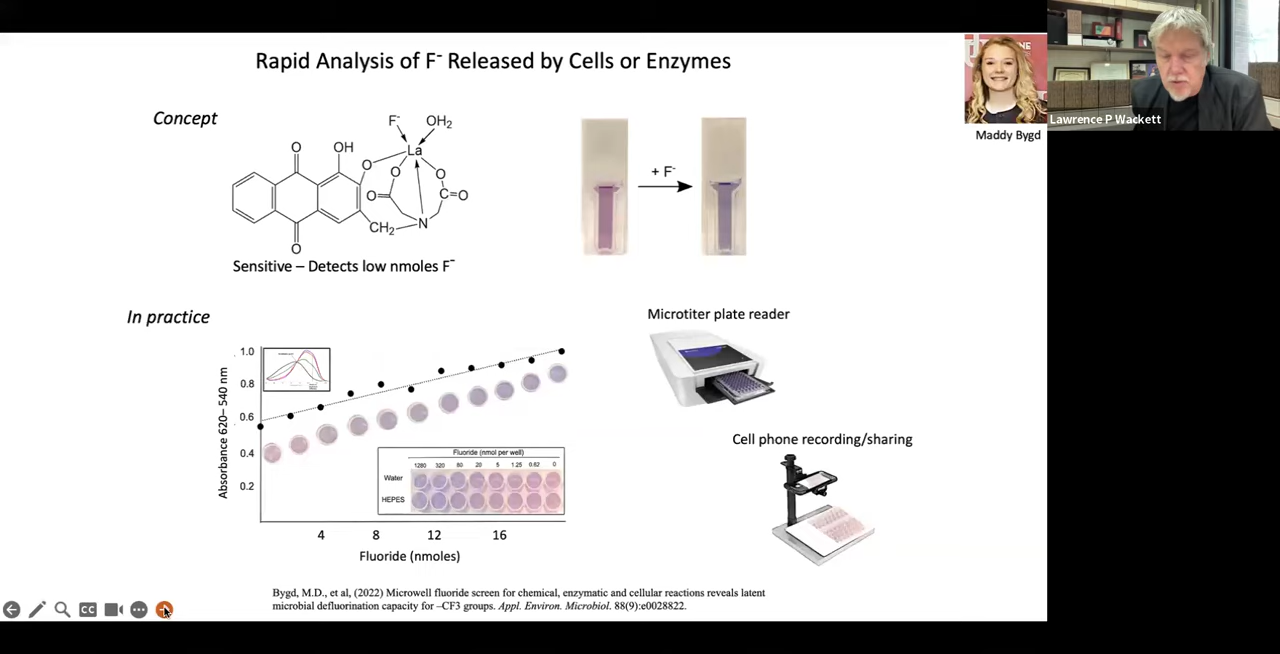 Rapid Analysis of F- Released by Cells or Enzymes
Lawrence P Wackett
Maddy Bygd
Concept
F-
OH2
O
OH
La
O
O
O
O
C=O
CH2
N
O
+ F-
Sensitive – Detects low nmoles F-
In practice
Microtiter plate reader
Absorbance 620– 540 nm
1.0
0.8
0.6
0.4
0.2
Fluoride (nmol per well)
1280 320 80 20 5 1.25 0.62 0
Water
HEPES
4 8 12 16
Fluoride (nmoles)
Cell phone recording/sharing
Bygd, M.D., et al, (2022) Microwell fluoride screen for chemical, enzymatic and cellular reactions reveals latent
microbial defluorination capacity for –CF3 groups. Appl. Environ. Microbiol. 88(9):e0028822.
CC